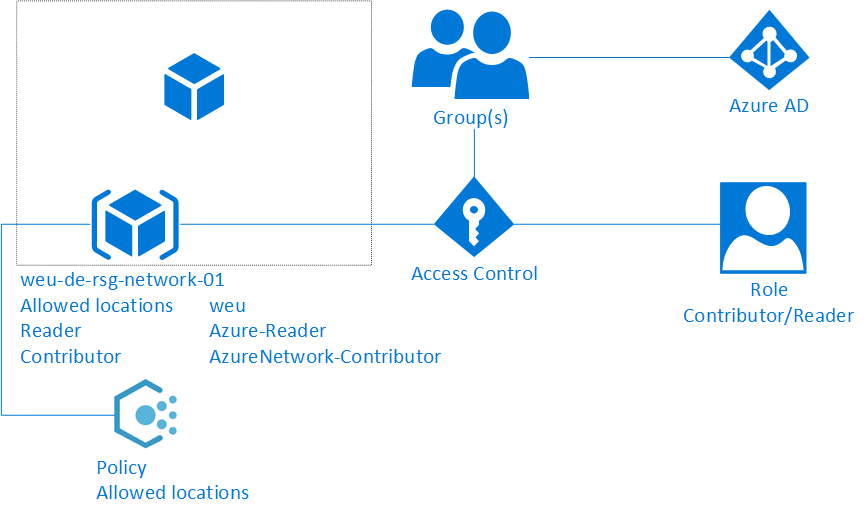 Group(s)
Azure AD
Access Control
Role
Contributor/Reader
weu-de-rsg-network-01
Allowed locations weu
Reader Azure-Reader
Contributor AzureNetwork-Contributor
Policy
Allowed locations